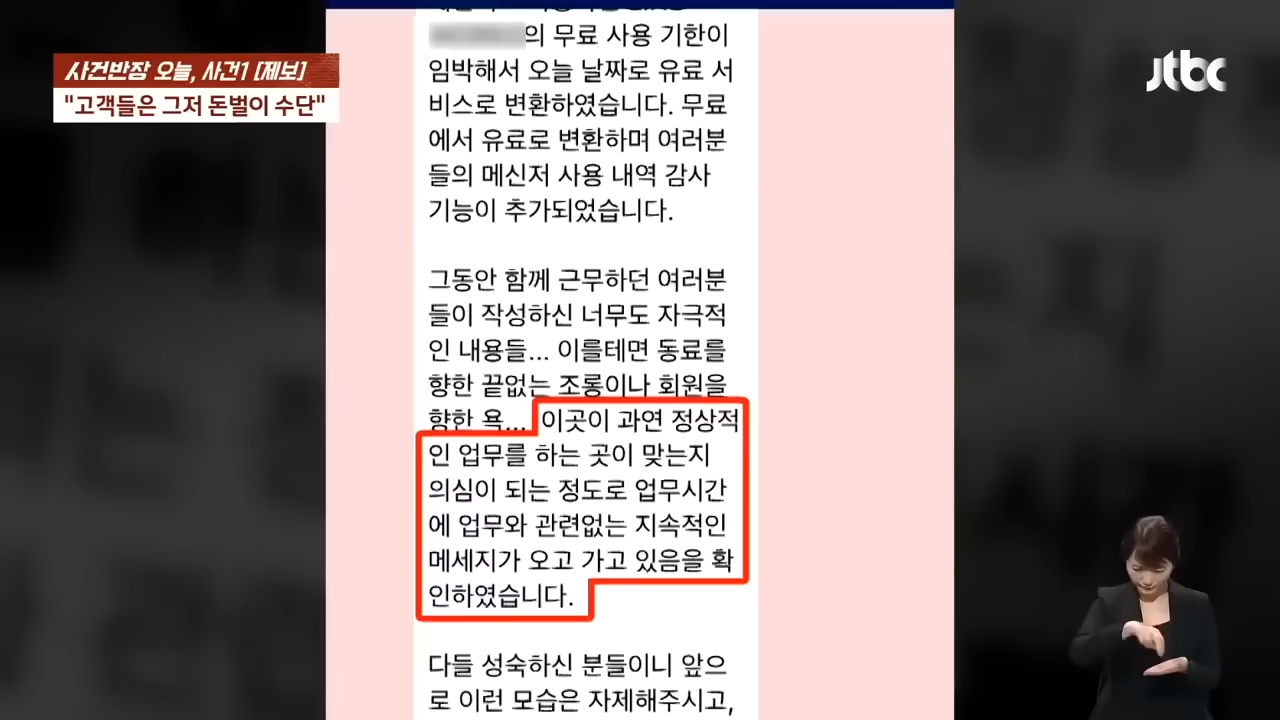 사건반장 오늘, 사건1 [제보]
"고객들은 그저 돈벌이 수단"
jtbc
의 무료 사용 기한이
임박해서 오늘 날짜로 유료 서
비스로 변환하였습니다. 무료
에서 유료로 변환하며 여러분
들의 메신저 사용 내역 감사
기능이 추가되었습니다.
그동안 함께 근무하던 여러분
들이 작성하신 너무도 자극적
인 내용들... 이를테면 동료를
향한 끝없는 조롱이나 회원을
향한 욕... 이곳이 과연 정상적
인 업무를 하는 곳이 맞는지
의심이 되는 정도로 업무시간
에 업무와 관련없는 지속적인
메세지가 오고 가고 있음을 확
인하였습니다.
다들 성숙하신 분들이니 앞으
로 이런 모습은 자제해주시고,